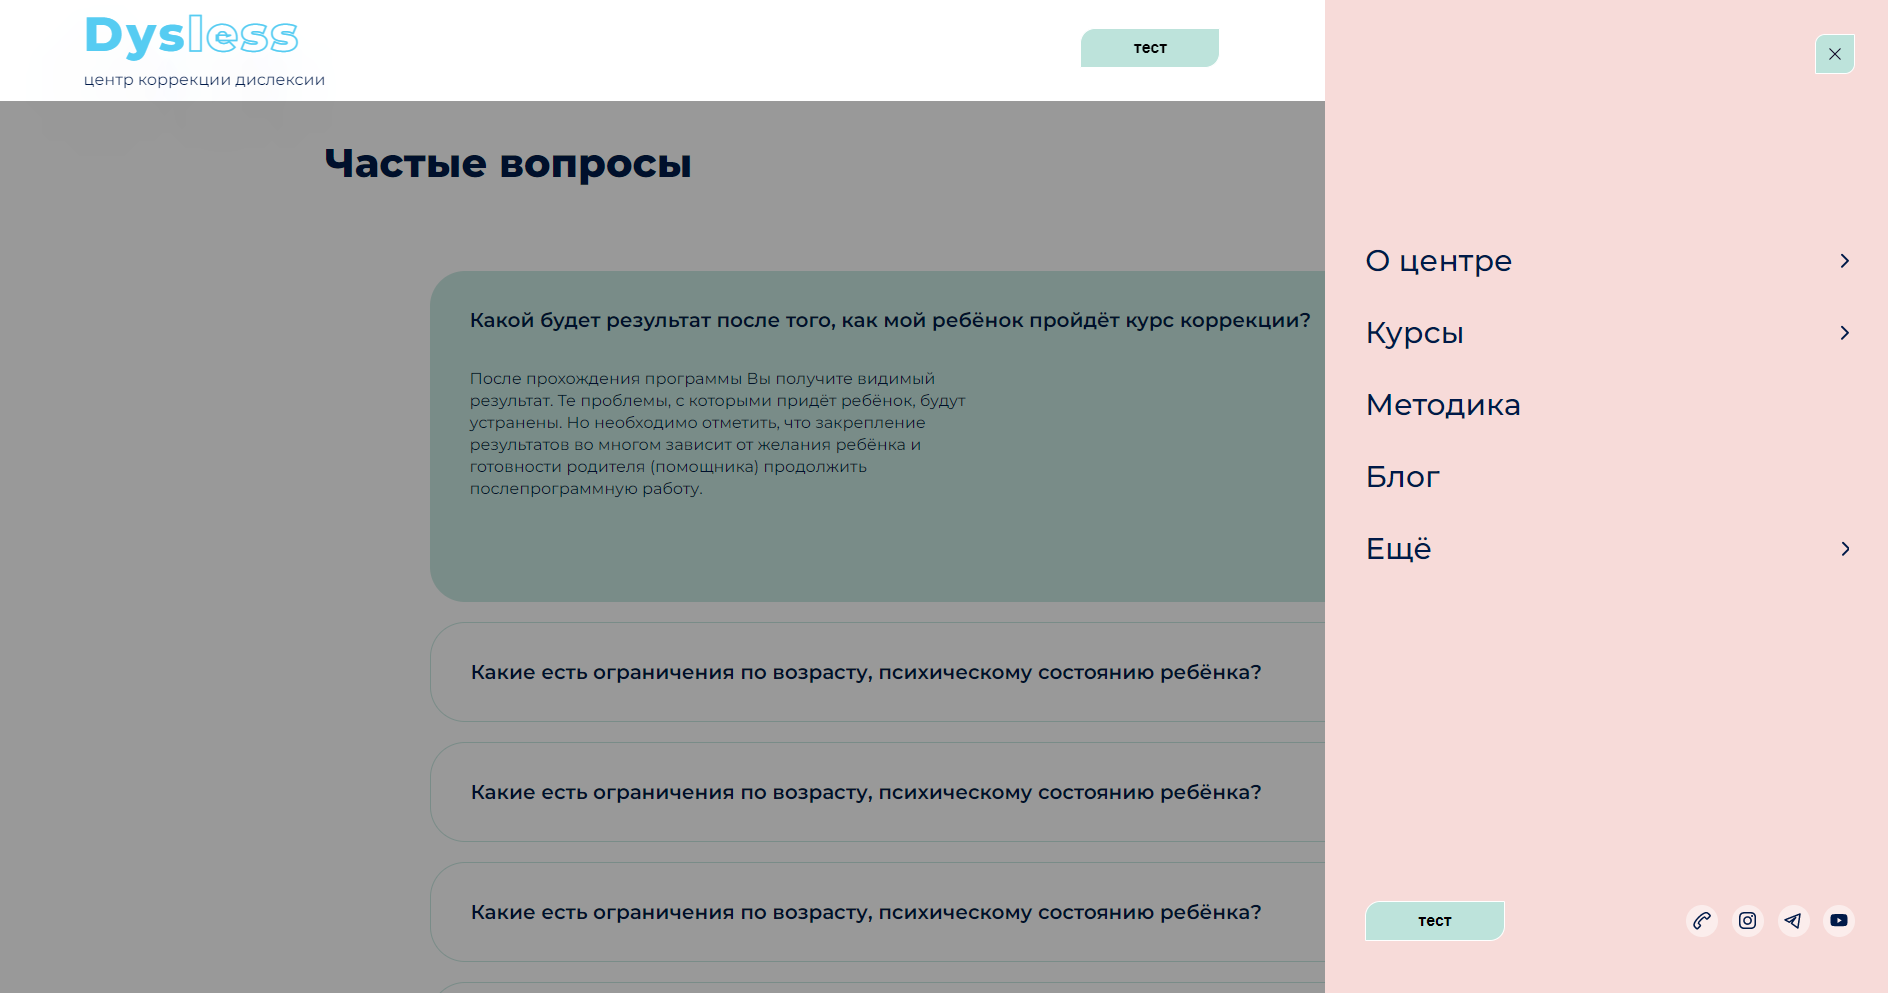 Dysless
центр коррекции дислексии
тест
Частые вопросы
Какой будет результат после того, как мой ребёнок пройдёт курс коррекции?
После прохождения программы Вы получите видимый
результат. Те проблемы, с которыми придёт ребёнок, будут
устранены. Но необходимо отметить, что закрепление
результатов во многом зависит от желания ребёнка и
готовности родителя (помощника) продолжить
послепрограммную работу.
Какие есть ограничения по возрасту, психическому состоянию ребёнка?
Какие есть ограничения по возрасту, психическому состоянию ребёнка?
Какие есть ограничения по возрасту, психическому состоянию ребёнка?
О центре
Курсы
Методика
Блог
Ещё
тест